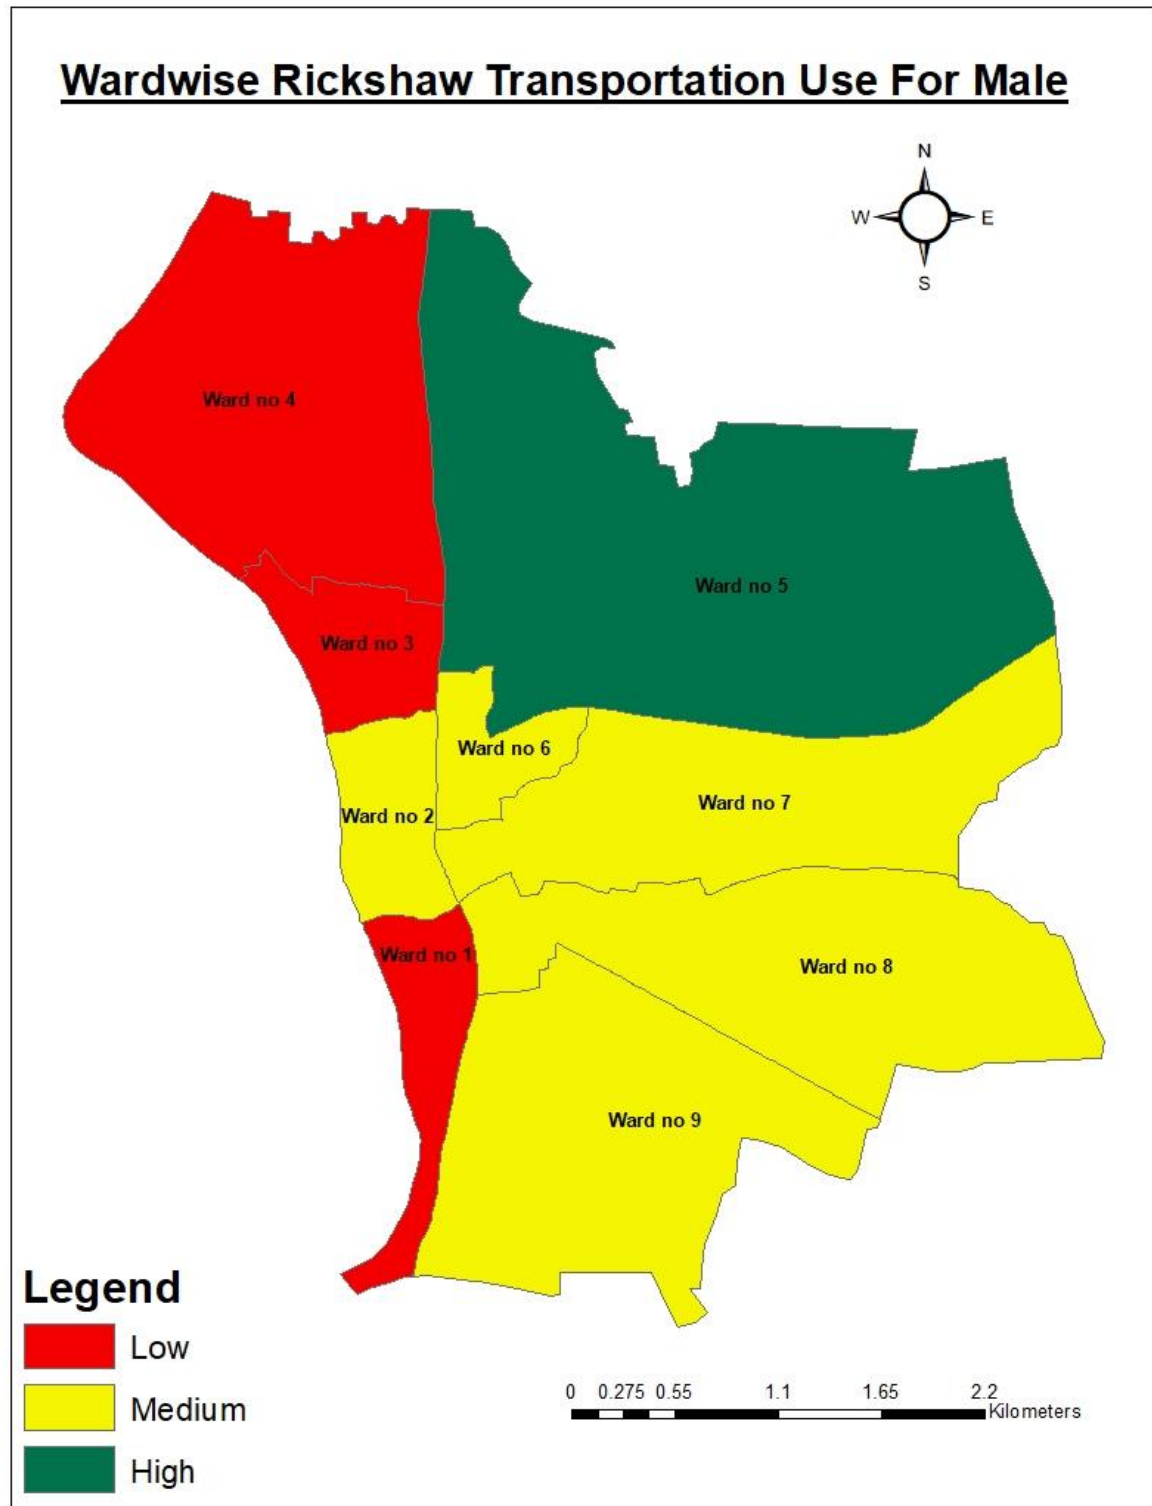 Wardwise Rickshaw Transportation Use For Male
N
W E
S
Ward no 4
Ward no 5
Ward no 3
Ward no 6
Ward no 7
Ward no 2
Ward no 1
Ward no 8
Ward no 9
Legend
Low
Medium
High
0 0.275 0.55 1.1 1.65 2.2
Kilometers